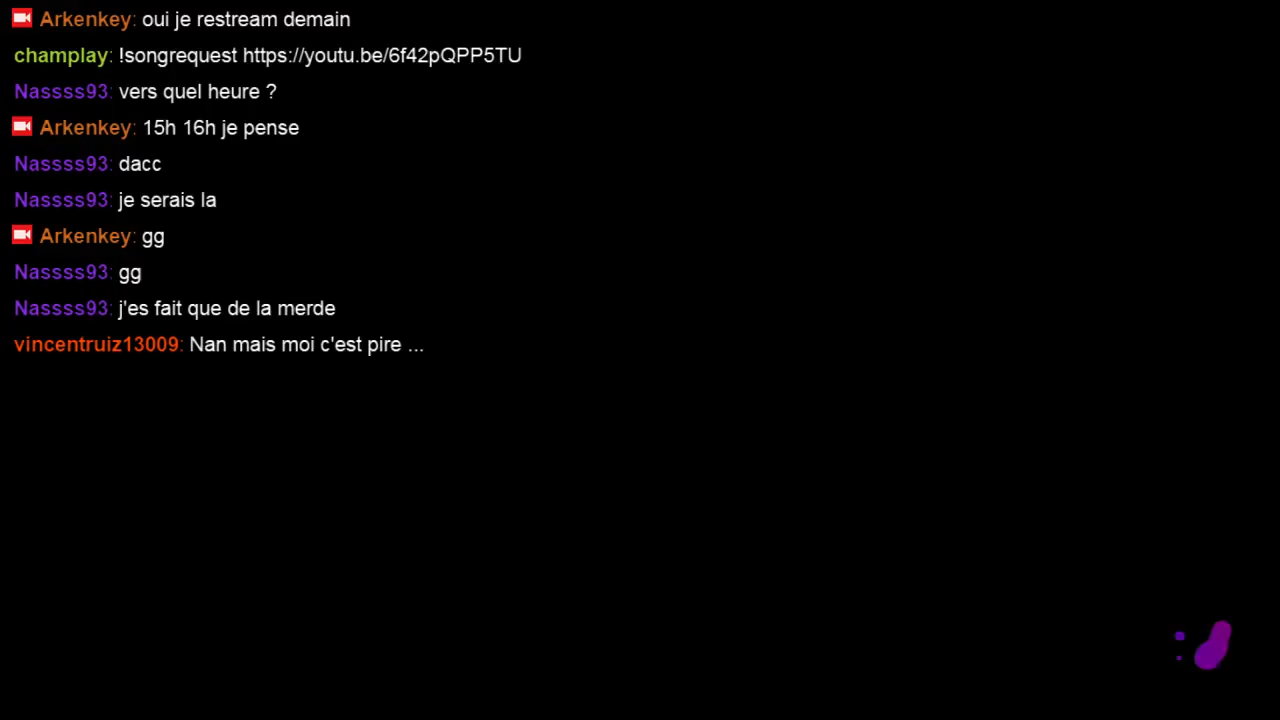 Arkenkey: oui je restream demain
champlay: !songrequest https://youtu.be/6f42pQPP5TU
Nassss93: vers quel heure ?
Arkenkey: 15h 16h je pense
Nassss93: dacc
Nassss93: je serais la
Arkenkey: gg
Nassss93: gg
Nassss93: j'es fait que de la merde
vincentruiz13009: Nan mais moi c'est pire ...